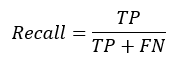 Recall = TP / (TP + FN)